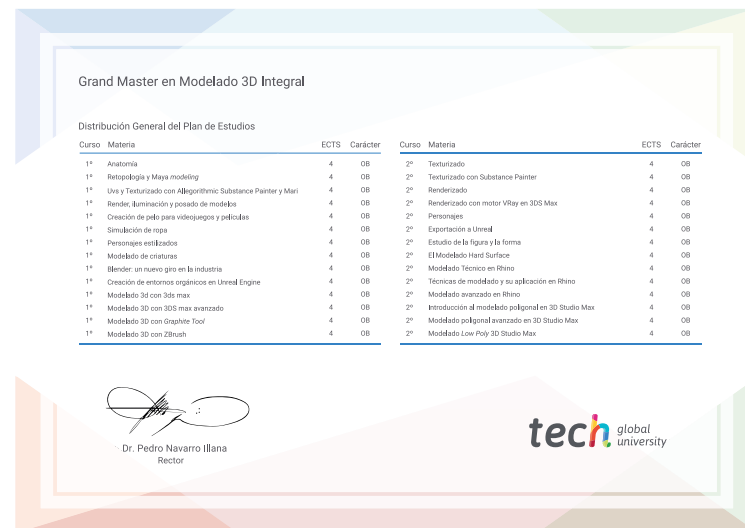 Grand Master en Modelado 3D Integral
Distribución General del Plan de Estudios
Curso Materia ECTS Carácter
1º Anatomía 4 OB
1º Retopología y Maya modeling 4 OB
1º Uvs y Texturizado con Allegorithmic Substance Painter y Mari 4 OB
1º Render, iluminación y posado de modelos 4 OB
1º Creación de pelo para videojuegos y películas 4 OB
1º Simulación de ropa 4 OB
1º Personajes estilizados 4 OB
1º Modelado de criaturas 4 OB
1º Blender: un nuevo giro en la industria 4 OB
1º Creación de entornos orgánicos en Unreal Engine 4 OB
1º Modelado 3d con 3ds max 4 OB
1º Modelado 3D con 3DS max avanzado 4 OB
1º Modelado 3D con Graphite Tool 4 OB
1º Modelado 3D con ZBrush 4 OB
Curso Materia ECTS Carácter
2º Texturizado 4 OB
2º Texturizado con Substance Painter 4 OB
2º Renderizado 4 OB
2º Renderizado con motor VRay en 3DS Max 4 OB
2º Personajes 4 OB
2º Exportación a Unreal 4 OB
2º Estudio de la figura y la forma 4 OB
2º El Modelado Hard Surface 4 OB
2º Modelado Técnico en Rhino 4 OB
2º Técnicas de modelado y su aplicación en Rhino 4 OB
2º Modelado avanzado en Rhino 4 OB
2º Introducción al modelado poligonal en 3D Studio Max 4 OB
2º Modelado poligonal avanzado en 3D Studio Max 4 OB
2º Modelado Low Poly 3D Studio Max 4 OB
Dr. Pedro Navarro Illana
Rector
tech global university